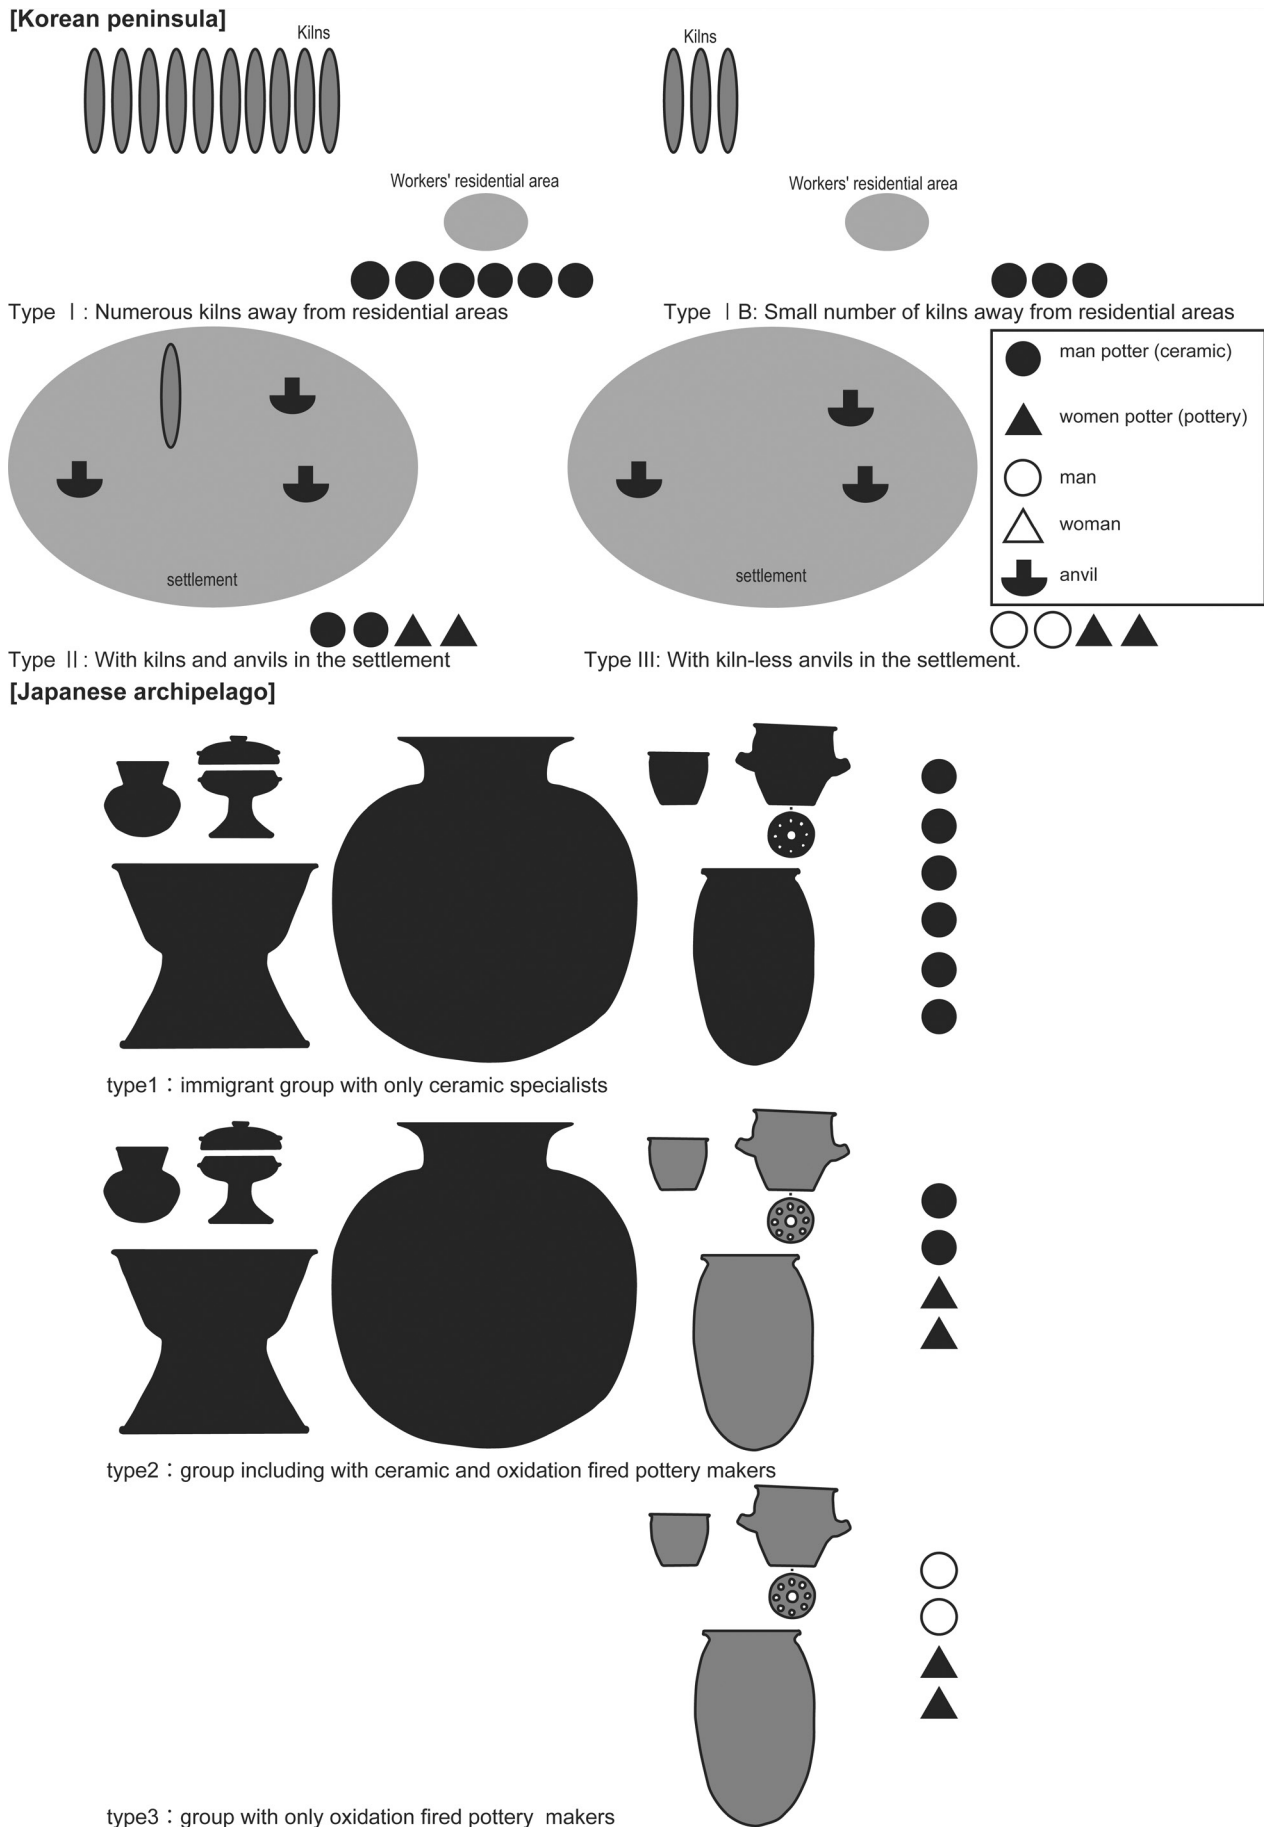 [Korean peninsula]
Kilns
Kilns
Workers' residential area
Workers' residential area
Type Ⅰ: Numerous kilns away from residential areas
Type Ⅰ B: Small number of kilns away from residential areas
man potter (ceramic)
women potter (pottery)
man
woman
anvil
settlement
settlement
Type Ⅱ: With kilns and anvils in the settlement
Type III: With kiln-less anvils in the settlement.
[Japanese archipelago]
type1：immigrant group with only ceramic specialists
type2：group including with ceramic and oxidation fired pottery makers
type3：group with only oxidation fired pottery makers